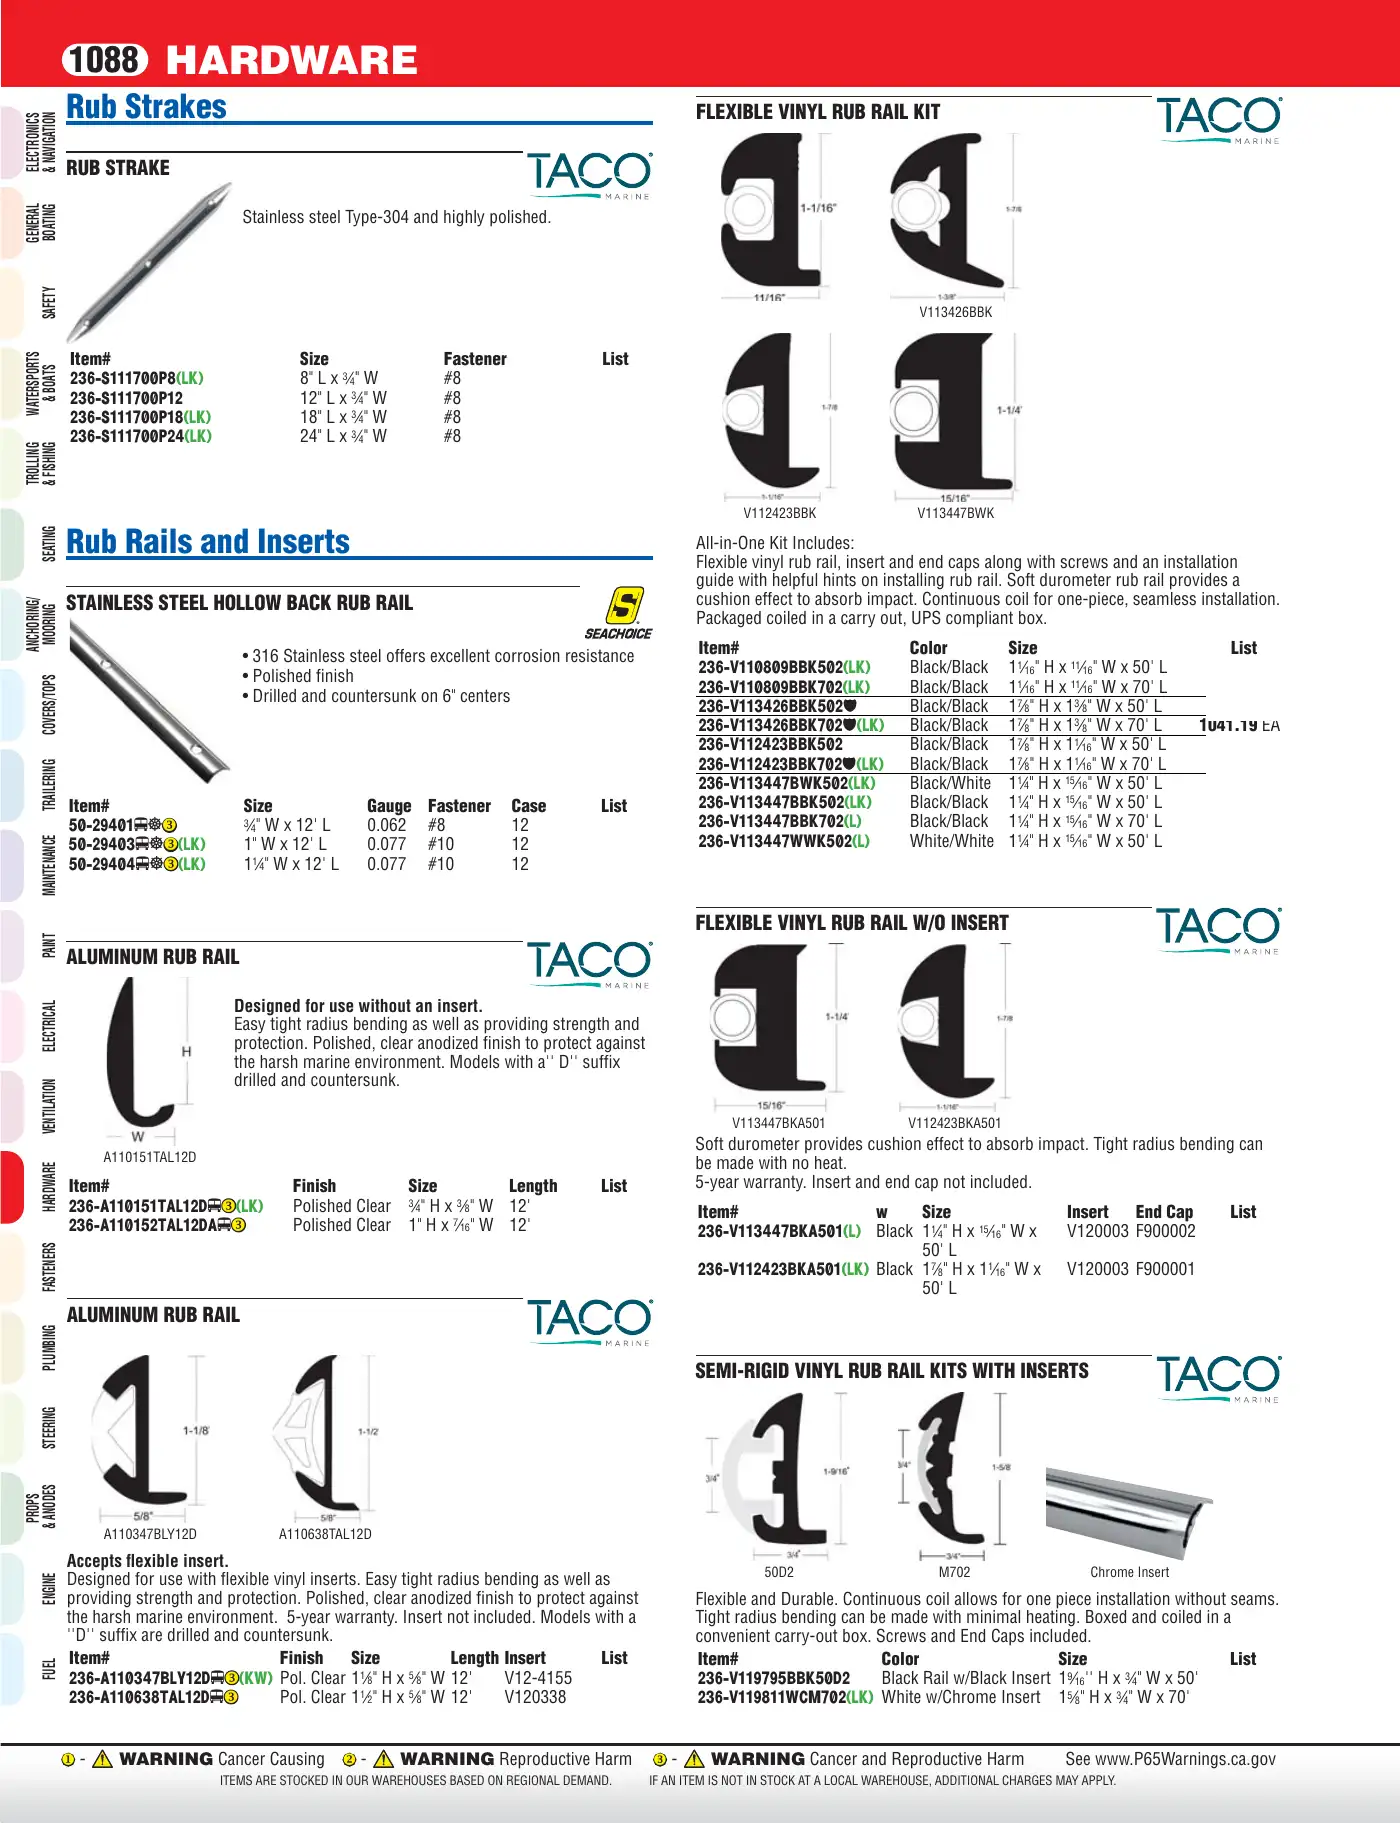 1088 HARDWARE
ELECTRONICS
& NAVIGATION
GENERAL
BOATING
SAFETY
WATERSPORTS
& BOATS
TROLLING
& FISHING
SEATING
ANCHORING/
MOORING
COVERS/TOPS
TRAILERING
MAINTENANCE
PAINT
ELECTRICAL
VENTILATION
HARDWARE
FASTENERS
PLUMBING
STEERING
PROPS
& ANODES
ENGINE
FUEL
Rub Strakes
RUB STRAKE
TACO
MARINE
Stainless steel Type-304 and highly polished.
Item# Size Fastener List
236-S111700P8(LK) 8" L x ¾" W #8
236-S111700P12 12" L x ¾" W #8
236-S111700P18(LK) 18" L x ¾" W #8
236-S111700P24(LK) 24" L x ¾" W #8
Rub Rails and Inserts
STAINLESS STEEL HOLLOW BACK RUB RAIL
S
SEACHOICE
• 316 Stainless steel offers excellent corrosion resistance
• Polished finish
• Drilled and countersunk on 6" centers
Item# Size Gauge Fastener Case List
50-29401 3 ¾" W x 12' L 0.062 #8 12
50-29403 3(LK) 1" W x 12' L 0.077 #10 12
50-29404 3(LK) 1¼" W x 12' L 0.077 #10 12
ALUMINUM RUB RAIL
TACO
MARINE
H
W
A110151TAL12D
Designed for use without an insert.
Easy tight radius bending as well as providing strength and
protection. Polished, clear anodized finish to protect against
the harsh marine environment. Models with a'' D'' suffix
drilled and countersunk.
Item# Finish Size Length List
236-A110151TAL12D 3(LK) Polished Clear ¾" H x ⅜" W 12'
236-A110152TAL12DA 3 Polished Clear 1" H x 7⁄16" W 12'
ALUMINUM RUB RAIL
TACO
MARINE
1-1/8"
5/8"
A110347BLY12D
1-1/2
5/8"
A110638TAL12D
Accepts flexible insert.
Designed for use with flexible vinyl inserts. Easy tight radius bending as well as
providing strength and protection. Polished, clear anodized finish to protect against
the harsh marine environment.  5-year warranty. Insert not included. Models with a
''D'' suffix are drilled and countersunk.
Item# Finish Size Length Insert List
236-A110347BLY12D 3(KW) Pol. Clear 1⅛" H x ⅝" W 12' V12-4155
236-A110638TAL12D 3 Pol. Clear 1½" H x ⅝" W 12' V120338
FLEXIBLE VINYL RUB RAIL KIT
TACO
MARINE
1-1/16"
11/16"
1-7/8
1-3/8"
V113426BBK
1-7/8
1-1/16"
V112423BBK
1-1/4'
15/16"
V113447BWK
All-in-One Kit Includes:
Flexible vinyl rub rail, insert and end caps along with screws and an installation
guide with helpful hints on installing rub rail. Soft durometer rub rail provides a
cushion effect to absorb impact. Continuous coil for one-piece, seamless installation.
Packaged coiled in a carry out, UPS compliant box.
Item# Color Size List
236-V110809BBK502(LK) Black/Black 11⁄16" H x 11⁄16" W x 50' L
236-V110809BBK702(LK) Black/Black 11⁄16" H x 11⁄16" W x 70' L
236-V113426BBK502 Black/Black 1⅞" H x 1⅜" W x 50' L
236-V113426BBK702 (LK) Black/Black 1⅞" H x 1⅜" W x 70' L 1041.19 EA
236-V112423BBK502 Black/Black 1⅞" H x 11⁄16" W x 50' L
236-V112423BBK702 (LK) Black/Black 1⅞" H x 11⁄16" W x 70' L
236-V113447BWK502(LK) Black/White 1¼" H x 15⁄16" W x 50' L
236-V113447BBK502(LK) Black/Black 1¼" H x 15⁄16" W x 50' L
236-V113447BBK702(L) Black/Black 1¼" H x 15⁄16" W x 70' L
236-V113447WWK502(L) White/White 1¼" H x 15⁄16" W x 50' L
FLEXIBLE VINYL RUB RAIL W/O INSERT
TACO
MARINE
1-1/4'
15/16"
V113447BKA501
1-7/8
1-1/16"
V112423BKA501
Soft durometer provides cushion effect to absorb impact. Tight radius bending can
be made with no heat.
5-year warranty. Insert and end cap not included.
Item# w Size Insert End Cap List
236-V113447BKA501(L) Black 1¼" H x 15⁄16" W x V120003 F900002
50' L
236-V112423BKA501(LK) Black 1⅞" H x 11⁄16" W x V120003 F900001
50' L
SEMI-RIGID VINYL RUB RAIL KITS WITH INSERTS
TACO
MARINE
3/4"
1-9/16"
3/4"
50D2
3/4"
1-5/8
3/4"
M702
Chrome Insert
Flexible and Durable. Continuous coil allows for one piece installation without seams.
Tight radius bending can be made with minimal heating. Boxed and coiled in a
convenient carry-out box. Screws and End Caps included.
Item# Color Size List
236-V119795BBK50D2 Black Rail w/Black Insert 19⁄16'' H x ¾" W x 50'
236-V119811WCM702(LK) White w/Chrome Insert 1⅝" H x ¾" W x 70'
1 - WARNING Cancer Causing 2 - WARNING Reproductive Harm 3 - WARNING Cancer and Reproductive Harm See www.P65Warnings.ca.gov
ITEMS ARE STOCKED IN OUR WAREHOUSES BASED ON REGIONAL DEMAND. IF AN ITEM IS NOT IN STOCK AT A LOCAL WAREHOUSE, ADDITIONAL CHARGES MAY APPLY.